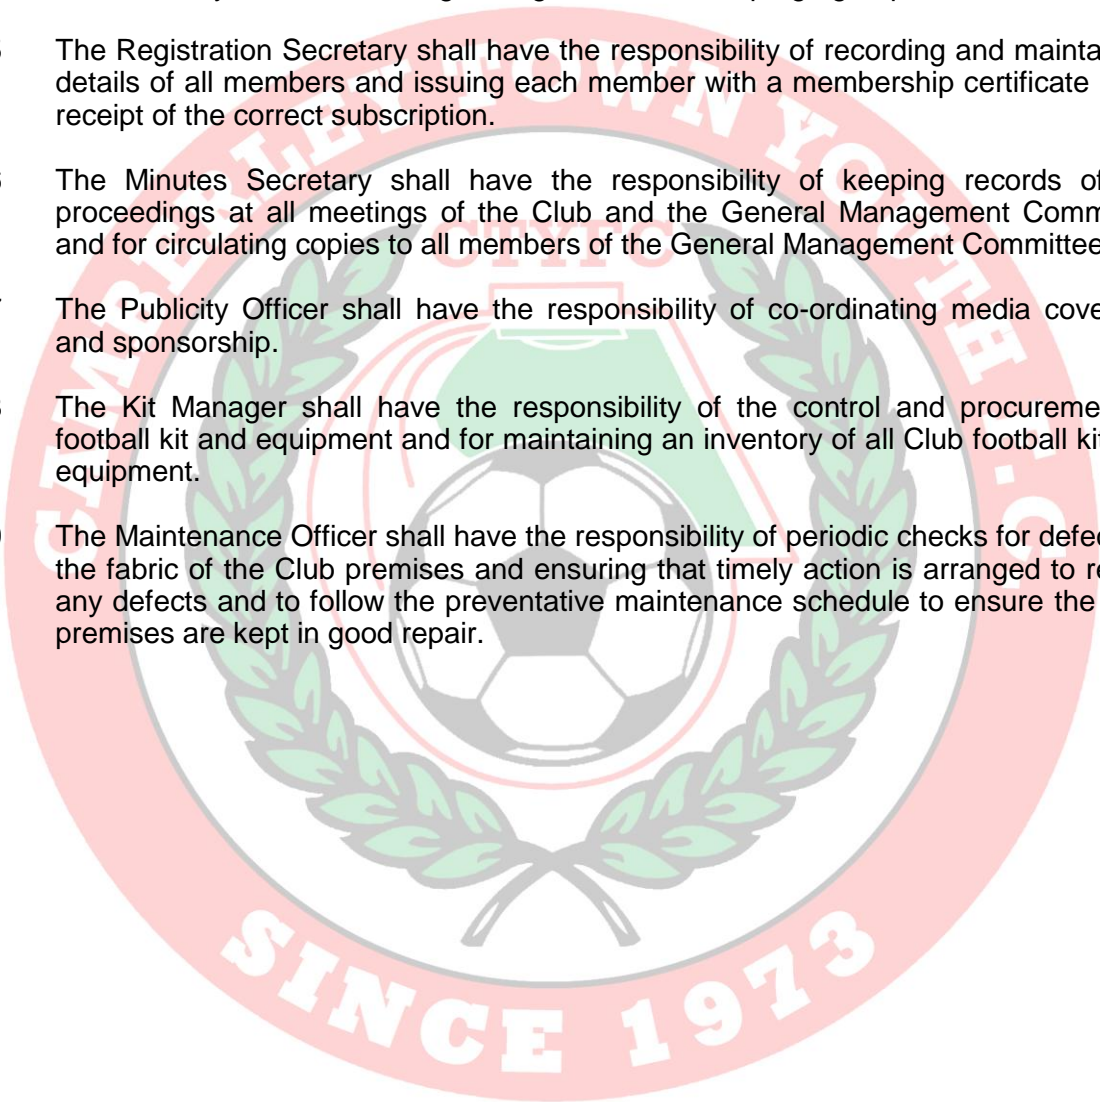 The Registration Secretary shall have the responsibility of recording and
details of all members and issuing each member with a membership certificate
receipt of the correct subscription.
The Minutes Secretary shall have the responsibility of keeping records of
proceedings at all meetings of the Club and the General Management
and for circulating copies to all members of the General Management Committee
The Publicity Officer shall have the responsibility of co-ordinating media
and sponsorship.
The Kit Manager shall have the responsibility of the control and
football kit and equipment and for maintaining an inventory of all Club football kit
equipment.
9 The Maintenance Officer shall have the responsibility of periodic checks for
the fabric of the Club premises and ensuring that timely action is arranged to
any defects and to follow the preventative maintenance schedule to ensure the
premises are kept in good repair.
CAMBERLEY TOWN YOUTH F.C
CTYFC
SINCE 1973